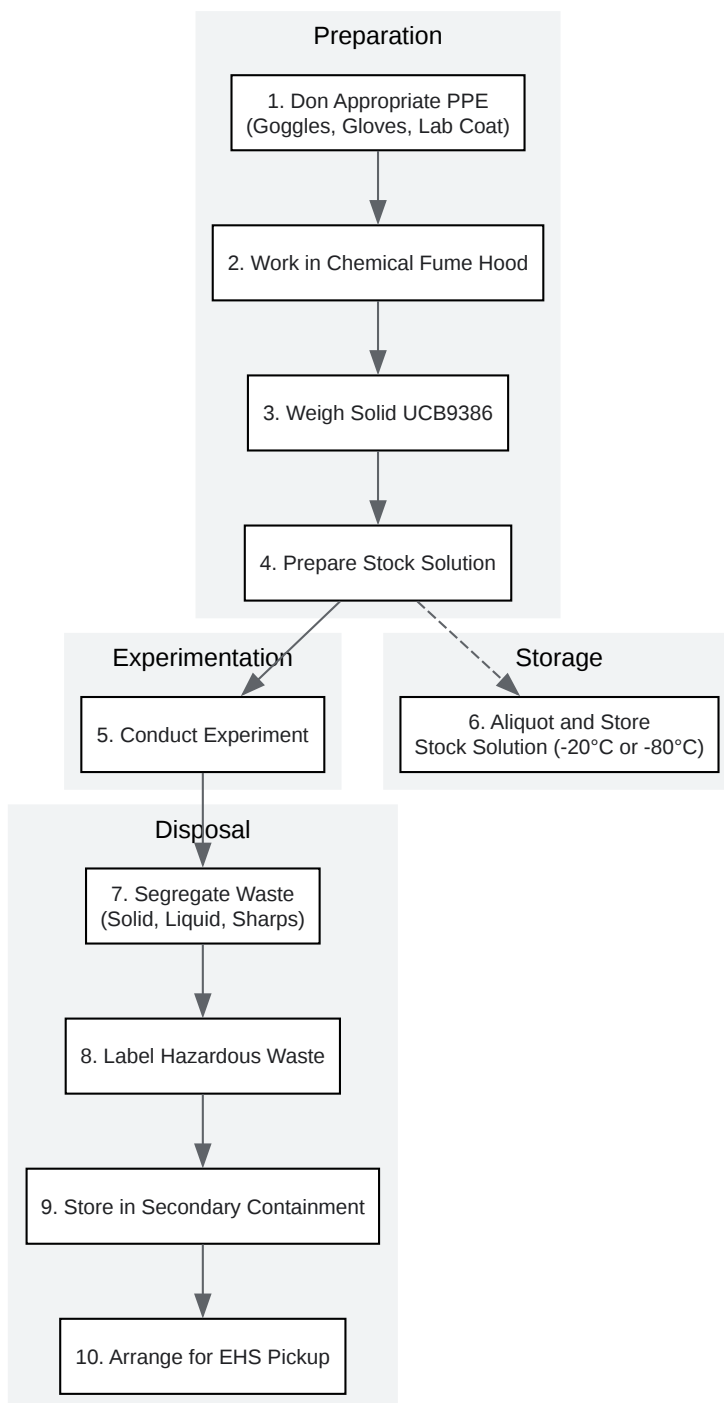 Preparation
1. Don Appropriate PPE
(Goggles, Gloves, Lab Coat)
2. Work in Chemical Fume Hood
3. Weigh Solid UCB9386
4. Prepare Stock Solution
Experimentation
5. Conduct Experiment
Storage
6. Aliquot and Store
Stock Solution (-20°C or -80°C)
Disposal
7. Segregate Waste
(Solid, Liquid, Sharps)
8. Label Hazardous Waste
9. Store in Secondary Containment
10. Arrange for EHS Pickup